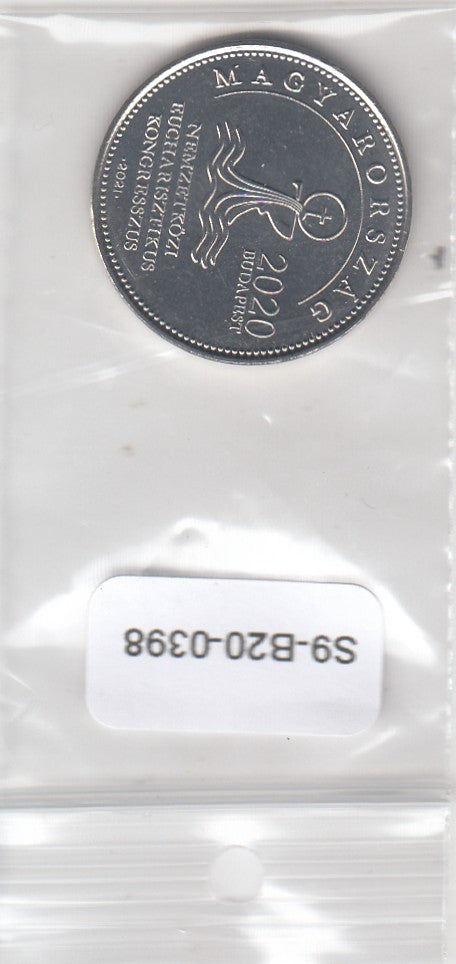 MAGYARORSZÁG
2020
BUDAPEST
NEMZETKÖZI
EUCHARISZTIKUS
KONGRESSZUS
·2021·
S9-B20-0398